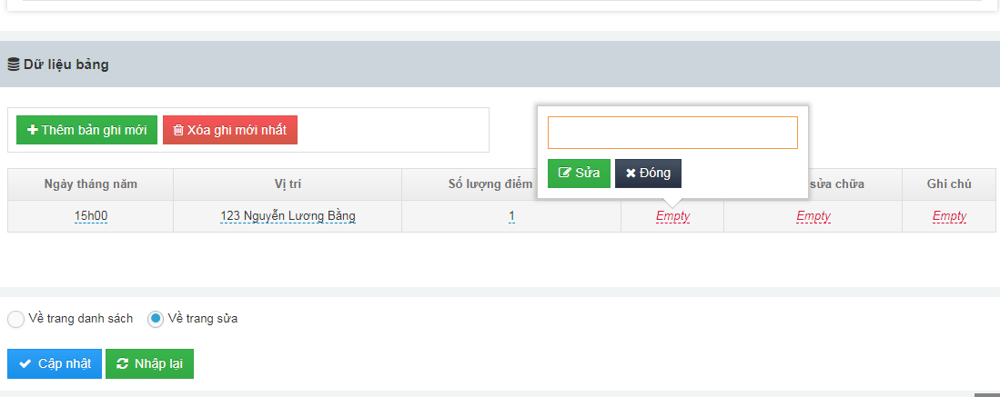 Dữ liệu bảng
Thêm bản ghi mới
Xóa ghi mới nhất
Sửa
Đóng
Ngày tháng năm
Vị trí
Số lượng điểm
sửa chữa
Ghi chú
15h00
123 Nguyễn Lương Bằng
1
Empty
Empty
Empty
Về trang danh sách
Về trang sửa
Cập nhật
Nhập lại